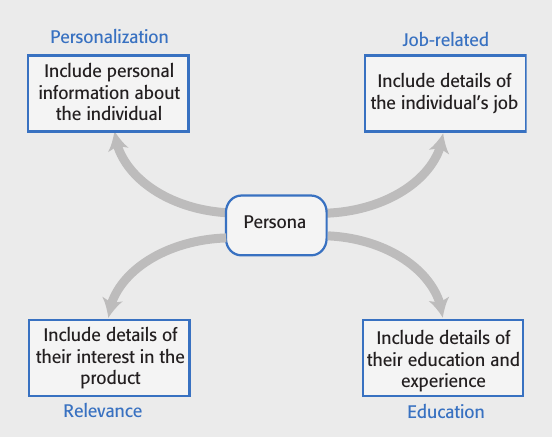 Personalization
Include personal
information about
the individual
Job-related
Include details of
the individual's job
Persona
Include details of
their interest in the
product
Relevance
Include details of
their education and
experience
Education